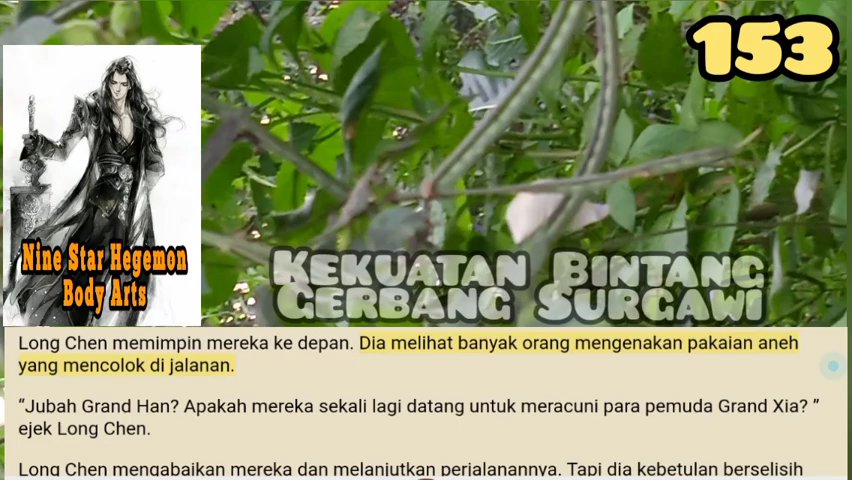 153
Nine Star Hegemon
Body Arts
KEKUATAN BINTANG
GERBANG SURGAWI
Long Chen memimpin mereka ke depan. Dia melihat banyak orang mengenakan pakaian aneh
yang mencolok di jalanan.
“Jubah Grand Han? Apakah mereka sekali lagi datang untuk meracuni para pemuda Grand Xia? ”
ejek Long Chen.
Long Chen mengabaikan mereka dan melanjutkan perjalanannya. Tapi dia kebetulan berselisih